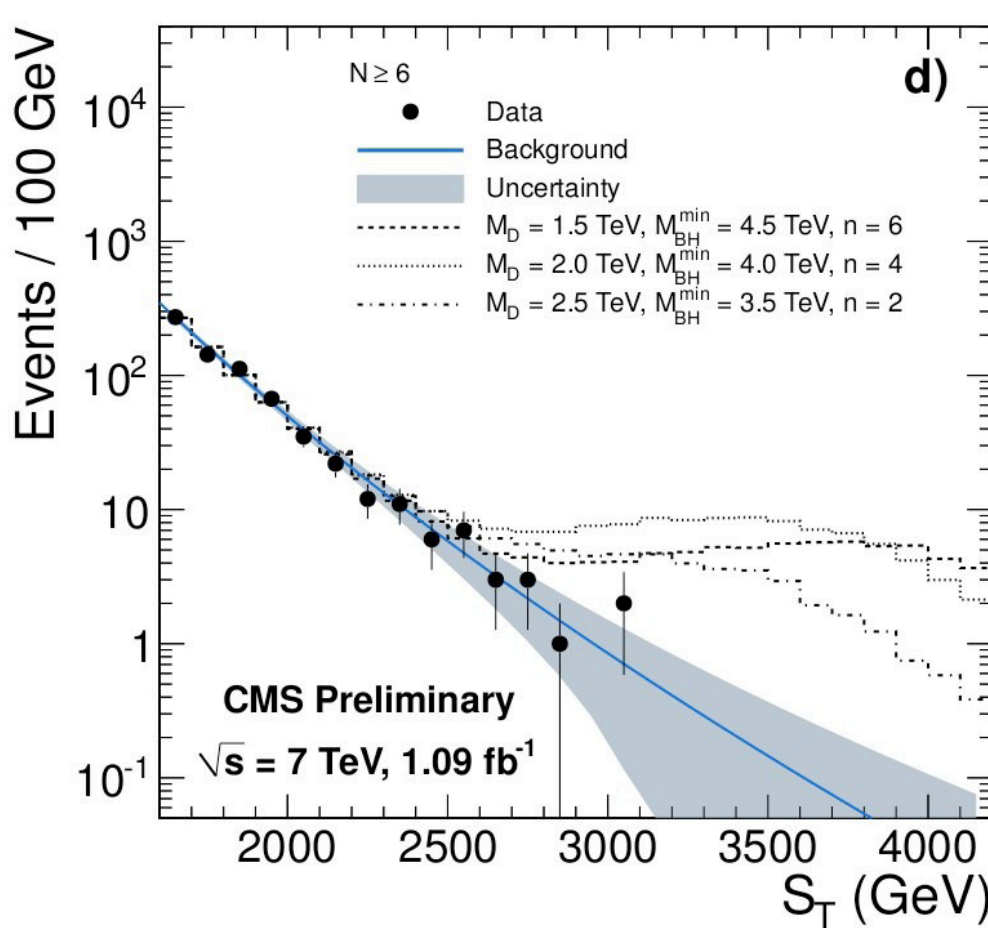 Events / 100 GeV
d)
N ≥ 6
Data
Background
Uncertainty
M_D = 1.5 TeV, M_BH^min = 4.5 TeV, n = 6
M_D = 2.0 TeV, M_BH^min = 4.0 TeV, n = 4
M_D = 2.5 TeV, M_BH^min = 3.5 TeV, n = 2
10^4
10^3
10^2
10
1
10^-1
CMS Preliminary
√s = 7 TeV, 1.09 fb^-1
2000 2500 3000 3500 4000
S_T (GeV)